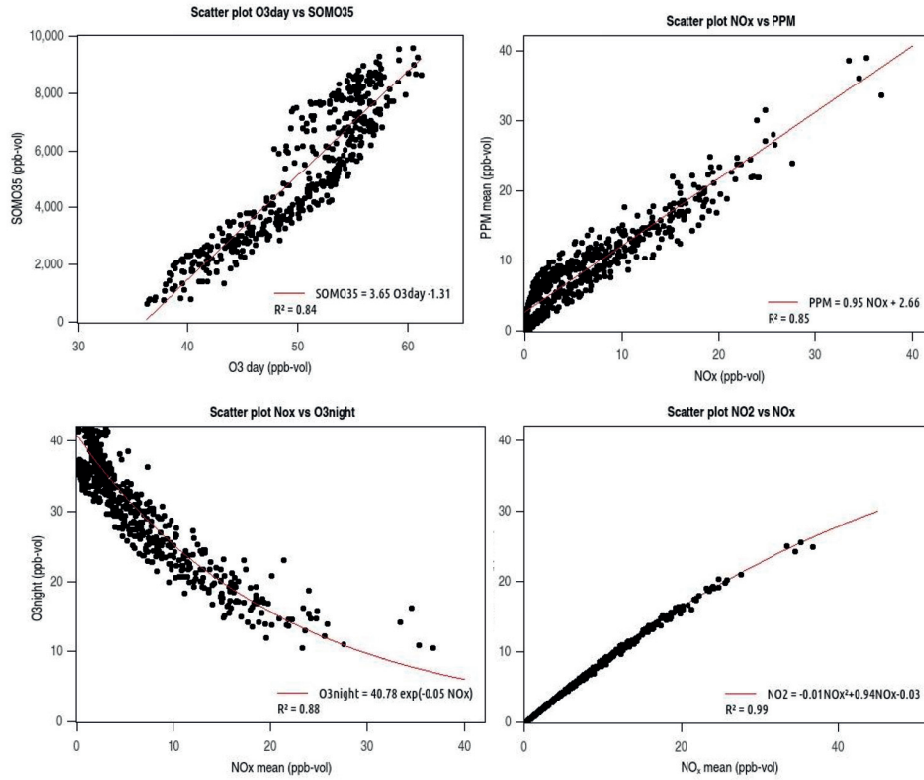 Scatter plot O3day vs SOMO35
10,000
8,000
6,000
4,000
2,000
0
SOMO35 (ppb-vol)
30
40
50
60
O3 day (ppb-vol)
SOMO35 = 3.65 O3day -1.31
R² = 0.84
Scatter plot NOx vs PPM
40
30
20
10
0
PPM mean (ppb-vol)
0
10
20
30
40
NOx (ppb-vol)
PPM = 0.95 NOx + 2.66
R² = 0.85
Scatter plot Nox vs O3night
40
30
20
10
0
O3night (ppb-vol)
0
10
20
30
40
NOx mean (ppb-vol)
O3night = 40.78 exp(-0.05 NOx)
R² = 0.88
Scatter plot NO2 vs NOx
40
30
20
10
0
0
20
40
NOₓ mean (ppb-vol)
NO2 = -0.01NOx²+0.94NOx-0.03
R² = 0.99